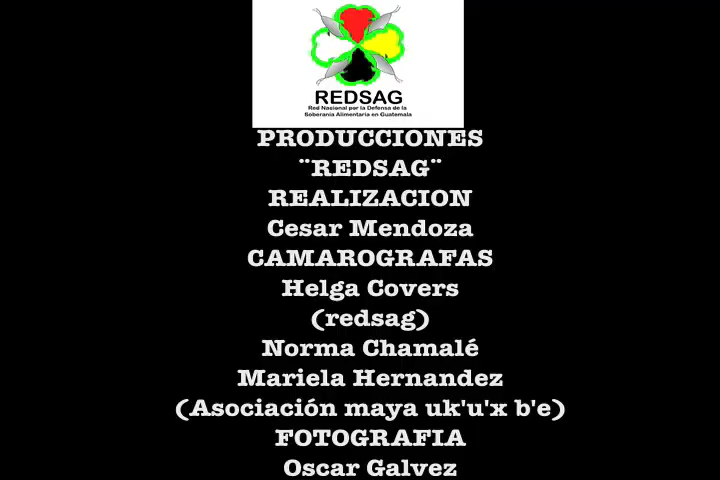 REDSAG
Red Nacional por la Defensa de la
Soberanía Alimentaria en Guatemala
PRODUCCIONES
¨REDSAG¨
REALIZACION
Cesar Mendoza
CAMAROGRAFAS
Helga Covers
(redsag)
Norma Chamalé
Mariela Hernandez
(Asociación maya uk'u'x b'e)
FOTOGRAFIA
Oscar Galvez